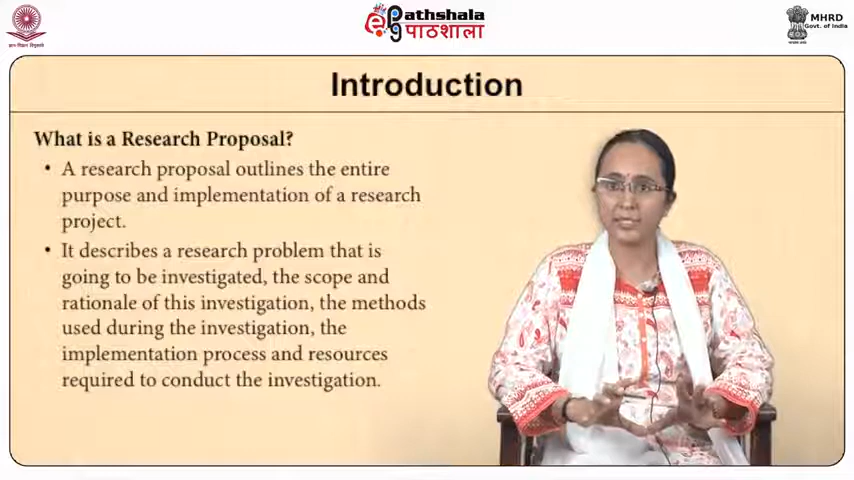 ePathshala
पाठशाला
MHRD
Govt. of India
Introduction
What is a Research Proposal?
• A research proposal outlines the entire
purpose and implementation of a research
project.
• It describes a research problem that is
going to be investigated, the scope and
rationale of this investigation, the methods
used during the investigation, the
implementation process and resources
required to conduct the investigation.